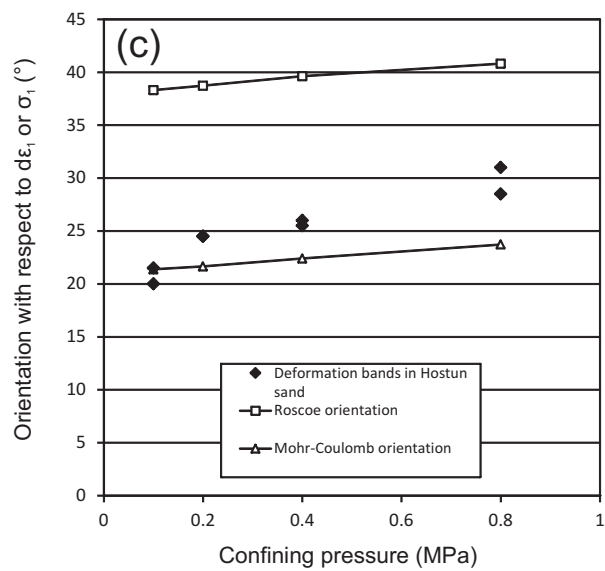 (c)
45
40
35
30
25
20
15
10
5
0
Orientation with respect to dε₁ or σ₁ (°)
Deformation bands in Hostun
sand
Roscoe orientation
Mohr-Coulomb orientation
0
0.2
0.4
0.6
0.8
1
Confining pressure (MPa)